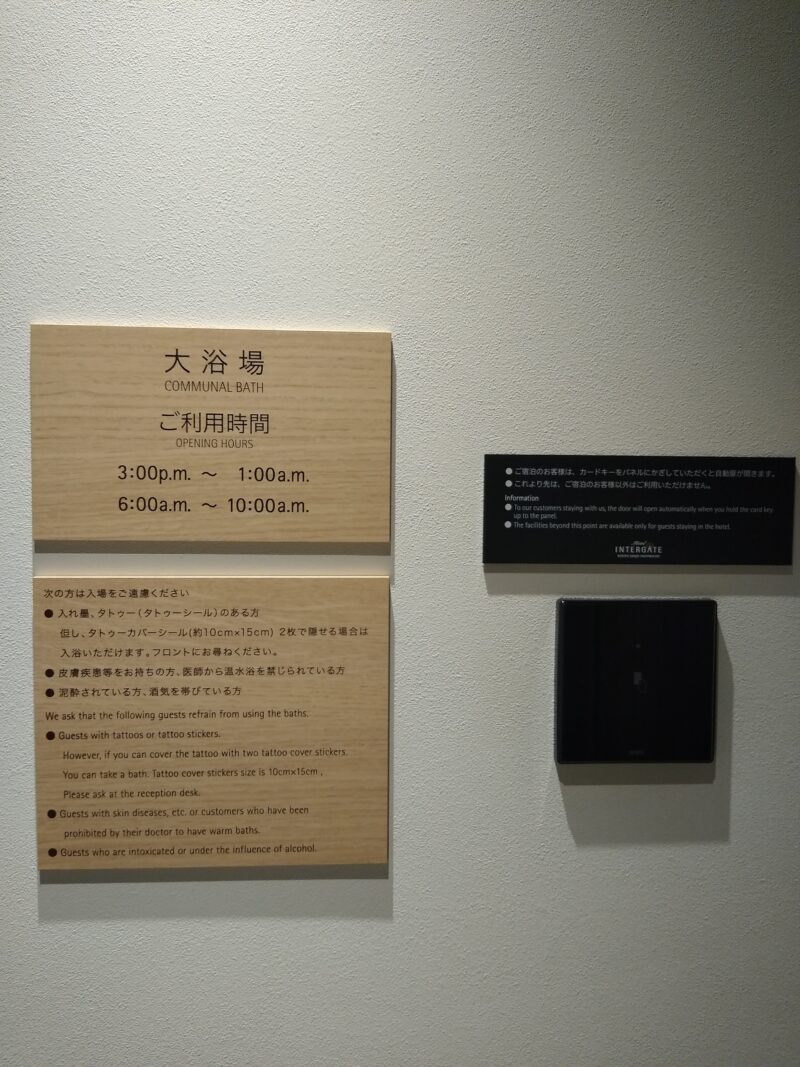 大浴場
COMMUNAL BATH
ご利用時間
OPENING HOURS
3:00p.m. ～ 1:00a.m.
6:00a.m. ～ 10:00a.m.
次の方は入場をご遠慮ください
● 入れ墨、タトゥー(タトゥーシール)のある方
但し、タトゥーカバーシール(約10cm×15cm) 2枚で隠せる場合は
入浴いただけます。フロントにお尋ねください。
● 皮膚疾患等をお持ちの方、医師から温水浴を禁じられている方
● 泥酔されている方、酒気を帯びている方
We ask that the following guests refrain from using the baths.
● Guests with tattoos or tattoo stickers.
However, if you can cover the tattoo with two tattoo cover stickers.
You can take a bath. Tattoo cover stickers size is 10cm×15cm ,
Please ask at the reception desk.
● Guests with skin diseases, etc. or customers who have been
prohibited by their doctor to have warm baths.
● Guests who are intoxicated or under the influence of alcohol.
● ご宿泊のお客様は、カードキーをパネルにかざしていただくと自動扉が開きます。
● これより先は、ご宿泊のお客様以外はご利用いただけません。
Information
● To our customers staying with us, the door will open automatically when you hold the card key
up to the panel.
● The facilities beyond this point are available only for guests staying in the hotel.
Hotel
INTERGATE